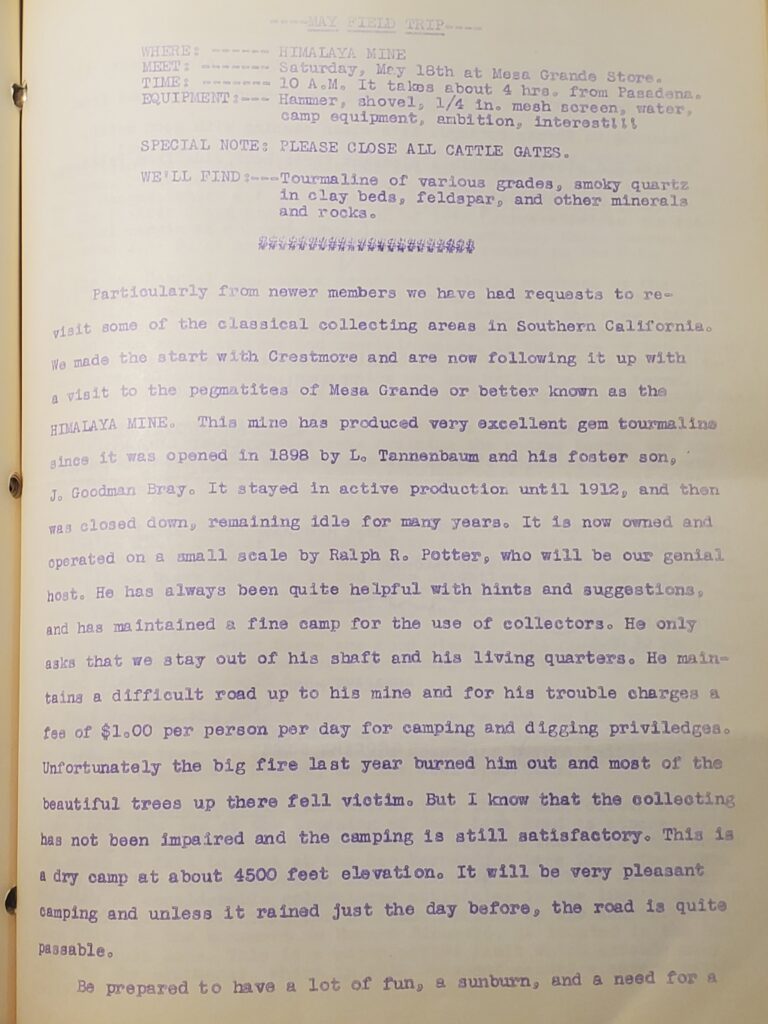 ----MAY FIELD TRIP----
WHERE: ------ HIMALAYA MINE
MEET: ------- Saturday, May 18th at Mesa Grande Store.
TIME: ------- 10 A.M. It takes about 4 hrs. from Pasadena.
EQUIPMENT:--- Hammer, shovel, 1/4 in. mesh screen, water,
camp equipment, ambition, interest!!!
SPECIAL NOTE: PLEASE CLOSE ALL CATTLE GATES.
WE'LL FIND:---Tourmaline of various grades, smoky quartz
in clay beds, feldspar, and other minerals
and rocks.
Particularly from newer members we have had requests to re-
visit some of the classical collecting areas in Southern California.
We made the start with Crestmore and are now following it up with
a visit to the pegmatites of Mesa Grande or better known as the
HIMALAYA MINE. This mine has produced very excellent gem tourmaline
since it was opened in 1898 by L. Tannenbaum and his foster son,
J. Goodman Bray. It stayed in active production until 1912, and then
was closed down, remaining idle for many years. It is now owned and
operated on a small scale by Ralph R. Potter, who will be our genial
host. He has always been quite helpful with hints and suggestions,
and has maintained a fine camp for the use of collectors. He only
asks that we stay out of his shaft and his living quarters. He main-
tains a difficult road up to his mine and for his trouble charges a
fee of $1.00 per person per day for camping and digging priviledges.
Unfortunately the big fire last year burned him out and most of the
beautiful trees up there fell victim. But I know that the collecting
has not been impaired and the camping is still satisfactory. This is
a dry camp at about 4500 feet elevation. It will be very pleasant
camping and unless it rained just the day before, the road is quite
passable.
Be prepared to have a lot of fun, a sunburn, and a need for a